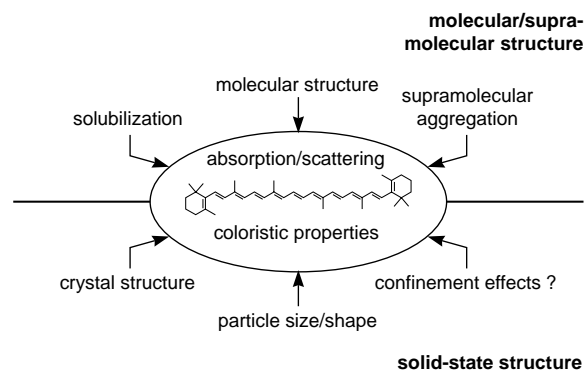 molecular/supra-
molecular structure
molecular structure
solubilization
supramolecular
aggregation
absorption/scattering
coloristic properties
crystal structure
confinement effects ?
particle size/shape
solid-state structure